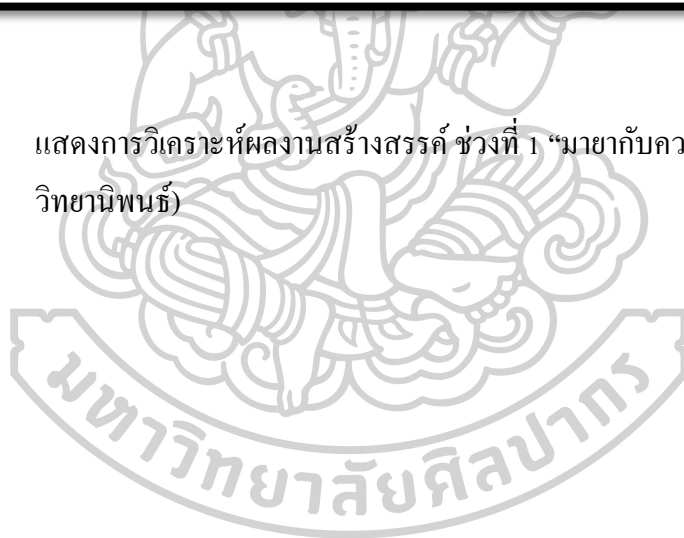 แสดงการวิเคราะห์ผลงานสร้างสรรค์ ช่วงที่ 1 “มายากับคว
วิทยานิพนธ์)
มหาวิทยาลัยศิลปากร